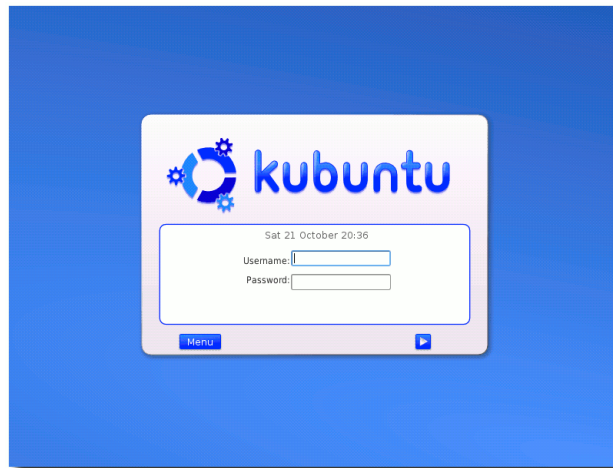 kubuntu
Sat 21 October 20:36
Username:
Password:
Menu